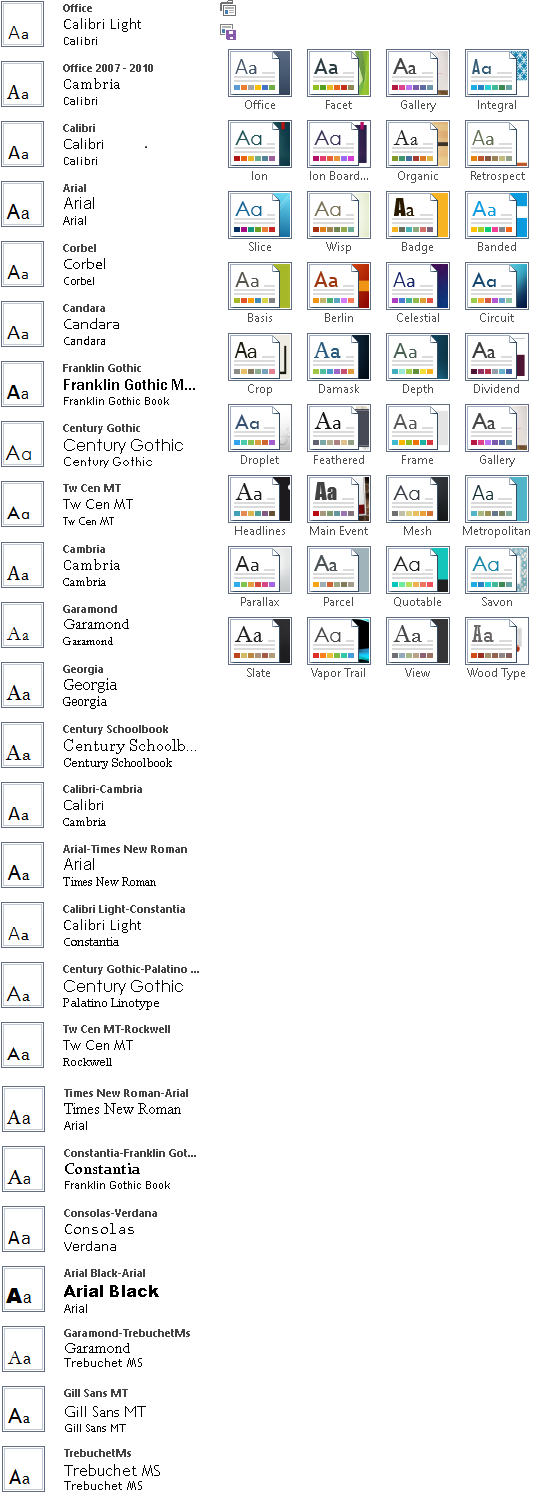 Office
Aa
Calibri Light
Calibri
Office 2007 - 2010
Aa
Cambria
Calibri
Calibri
Aa
Calibri
Calibri
Arial
Aa
Arial
Arial
Corbel
Aa
Corbel
Corbel
Candara
Aa
Candara
Candara
Franklin Gothic
Aa
Franklin Gothic M...
Franklin Gothic Book
Century Gothic
Aa
Century Gothic
Century Gothic
Tw Cen MT
Aa
Tw Cen MT
Tw Cen MT
Cambria
Aa
Cambria
Cambria
Garamond
Aa
Garamond
Garamond
Georgia
Aa
Georgia
Georgia
Century Schoolbook
Aa
Century Schoolb...
Century Schoolbook
Calibri-Cambria
Aa
Calibri
Cambria
Arial-Times New Roman
Aa
Arial
Times New Roman
Calibri Light-Constantia
Aa
Calibri Light
Constantia
Century Gothic-Palatino ...
Aa
Century Gothic
Palatino Linotype
Tw Cen MT-Rockwell
Aa
Tw Cen MT
Rockwell
Times New Roman-Arial
Aa
Times New Roman
Arial
Constantia-Franklin Got...
Aa
Constantia
Franklin Gothic Book
Consolas-Verdana
Aa
Consolas
Verdana
Arial Black-Arial
Aa
Arial Black
Arial
Garamond-TrebuchetMs
Aa
Garamond
Trebuchet MS
Gill Sans MT
Aa
Gill Sans MT
Gill Sans MT
TrebuchetMs
Aa
Trebuchet MS
Trebuchet MS
Aa Aa Aa Aa
Office Facet Gallery Integral
Aa Aa Aa Aa
Ion Ion Board... Organic Retrospect
Aa Aa Aa Aa
Slice Wisp Badge Banded
Aa Aa Aa Aa
Basis Berlin Celestial Circuit
Aa Aa Aa Aa
Crop Damask Depth Dividend
Aa Aa Aa Aa
Droplet Feathered Frame Gallery
Aa Aa Aa Aa
Headlines Main Event Mesh Metropolitan
Aa Aa Aa Aa
Parallax Parcel Quotable Savon
Aa Aa Aa Aa
Slate Vapor Trail View Wood Type